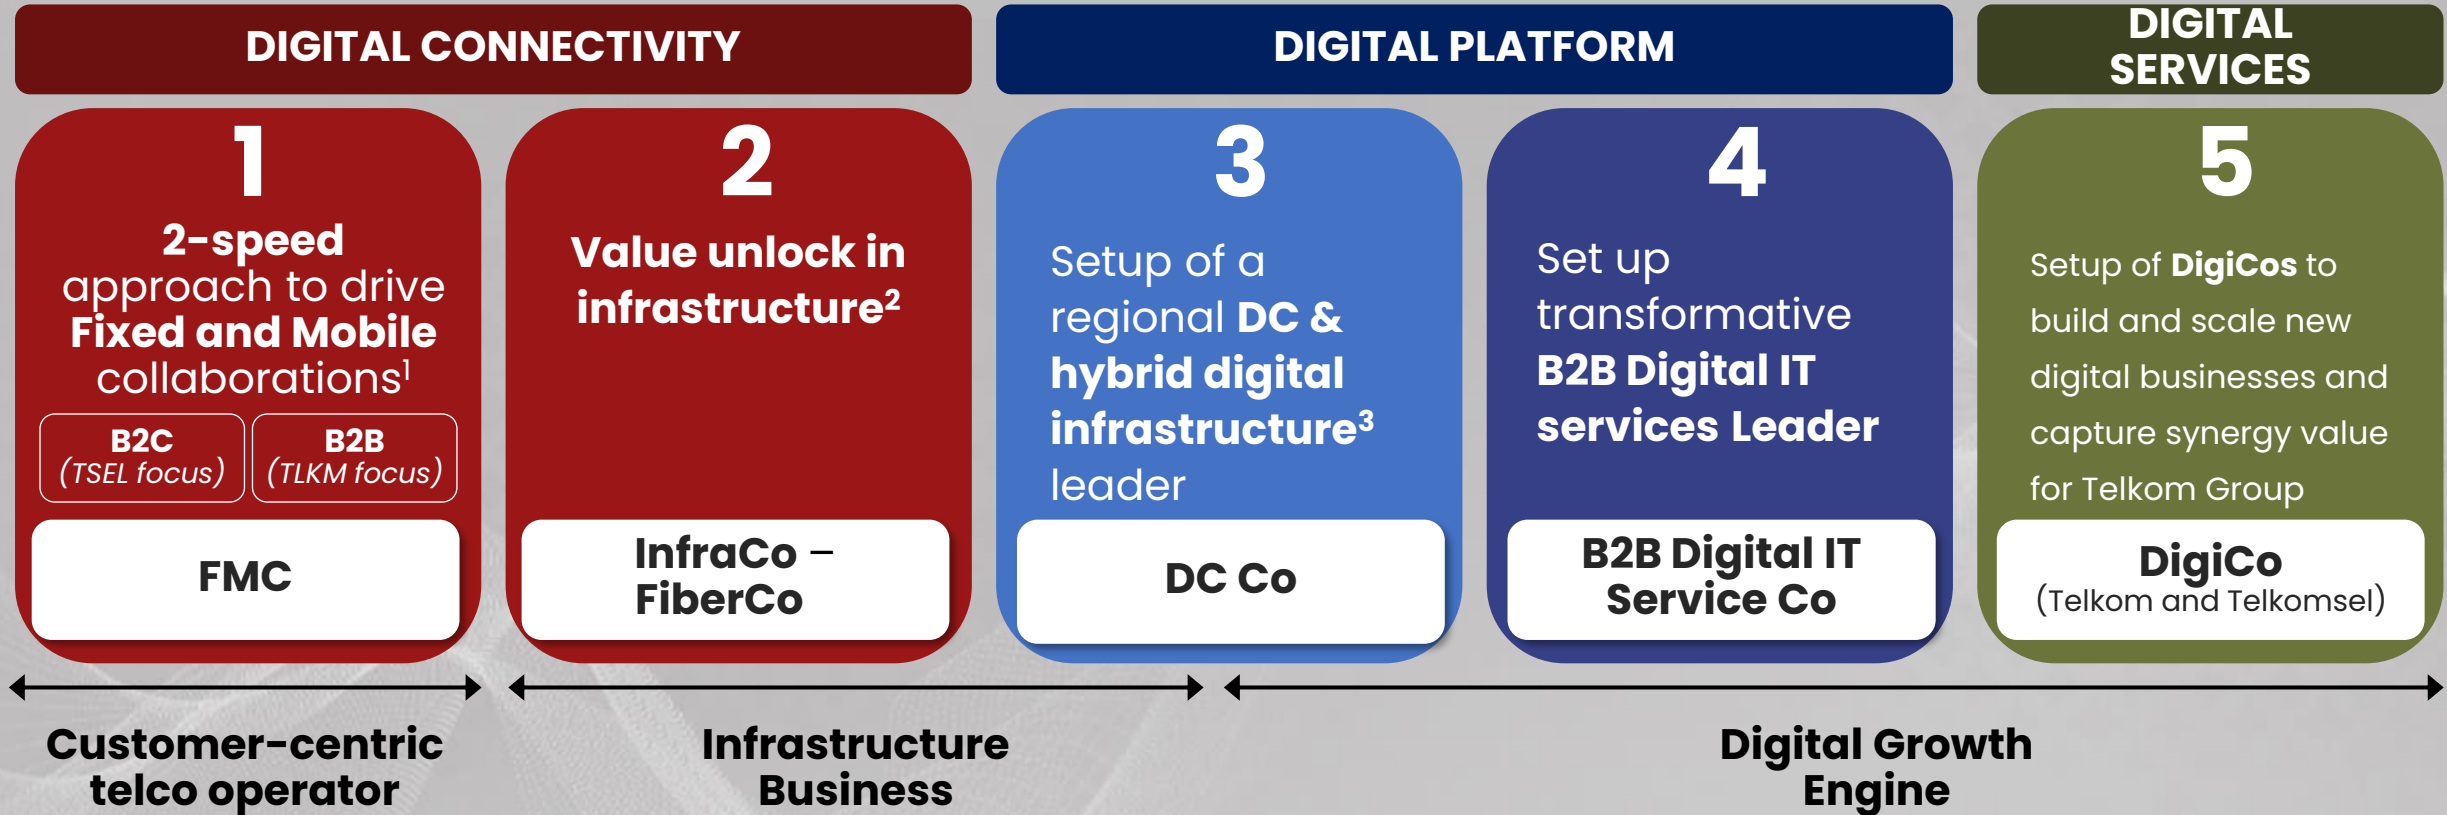 DIGITAL CONNECTIVITY
DIGITAL PLATFORM
DIGITAL
SERVICES
1
2-speed
approach to drive
Fixed and Mobile
collaborations¹
B2C
(TSEL focus)
B2B
(TLKM focus)
FMC
2
Value unlock in
infrastructure²
InfraCo –
FiberCo
3
Setup of a
regional DC &
hybrid digital
infrastructure³
leader
DC Co
4
Set up
transformative
B2B Digital IT
services Leader
B2B Digital IT
Service Co
5
Setup of DigiCos to
build and scale new
digital businesses and
capture synergy value
for Telkom Group
DigiCo
(Telkom and Telkomsel)
Customer-centric
telco operator
Infrastructure
Business
Digital Growth
Engine